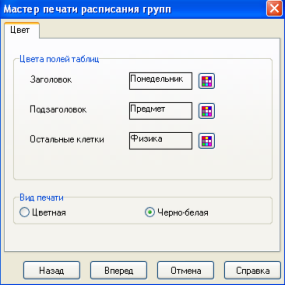 Мастер печати расписания групп
Цвет
Цвета полей таблиц
Заголовок Понедельник
Подзаголовок Предмет
Остальные клетки Физика
Вид печати
Цветная Черно-белая
Назад Вперед Отмена Справка